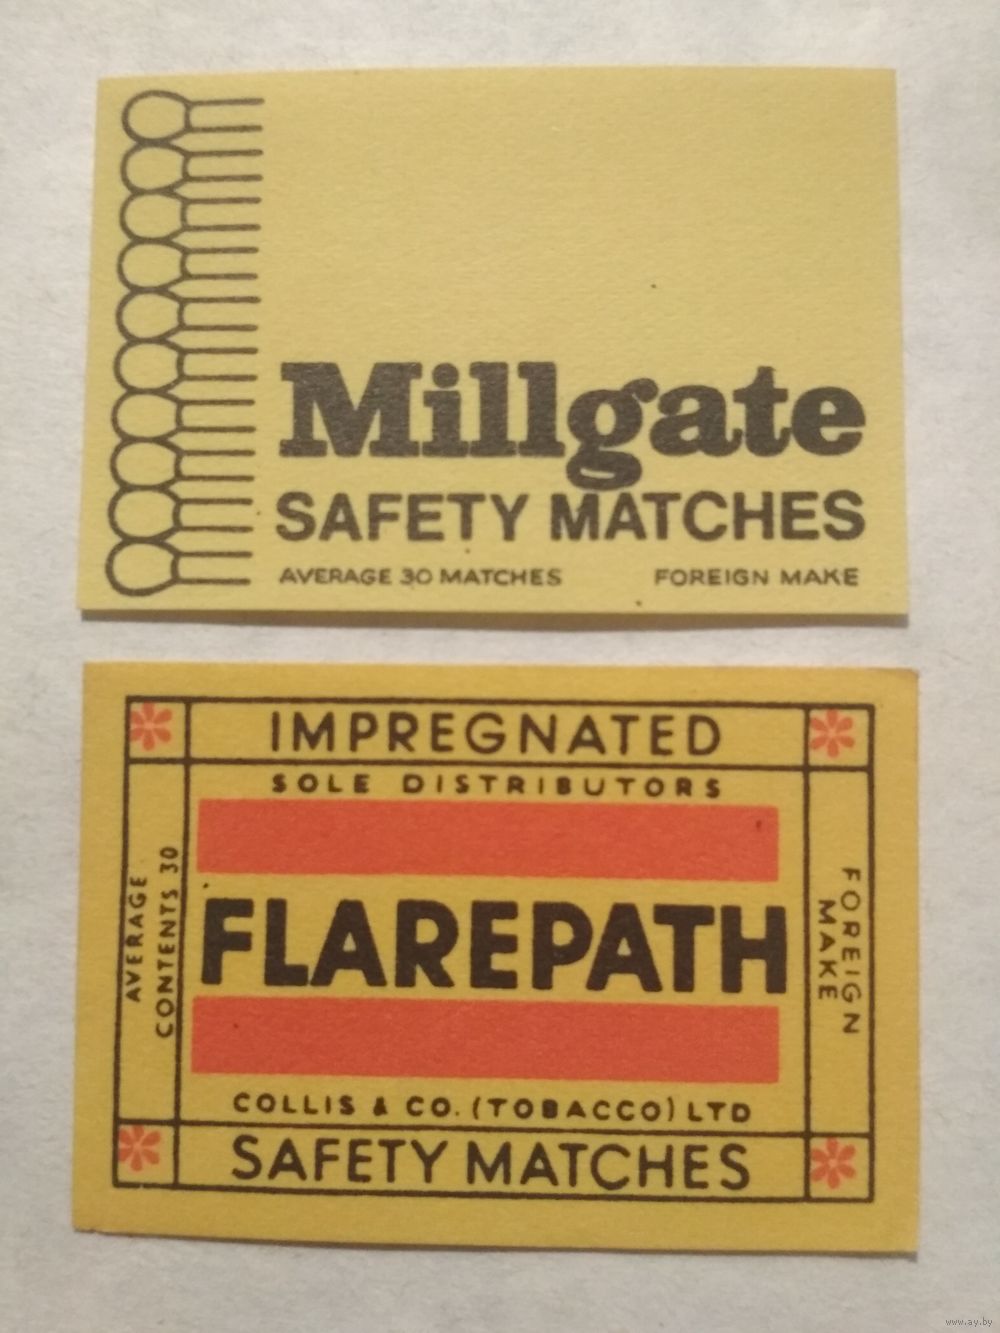 Millgate
SAFETY MATCHES
AVERAGE 30 MATCHES FOREIGN MAKE
IMPREGNATED
SOLE DISTRIBUTORS
AVERAGE
CONTENTS 30
FLAREPATH
FOREIGN
MAKE
COLLIS & CO. (TOBACCO) LTD
SAFETY MATCHES
www.ay.by